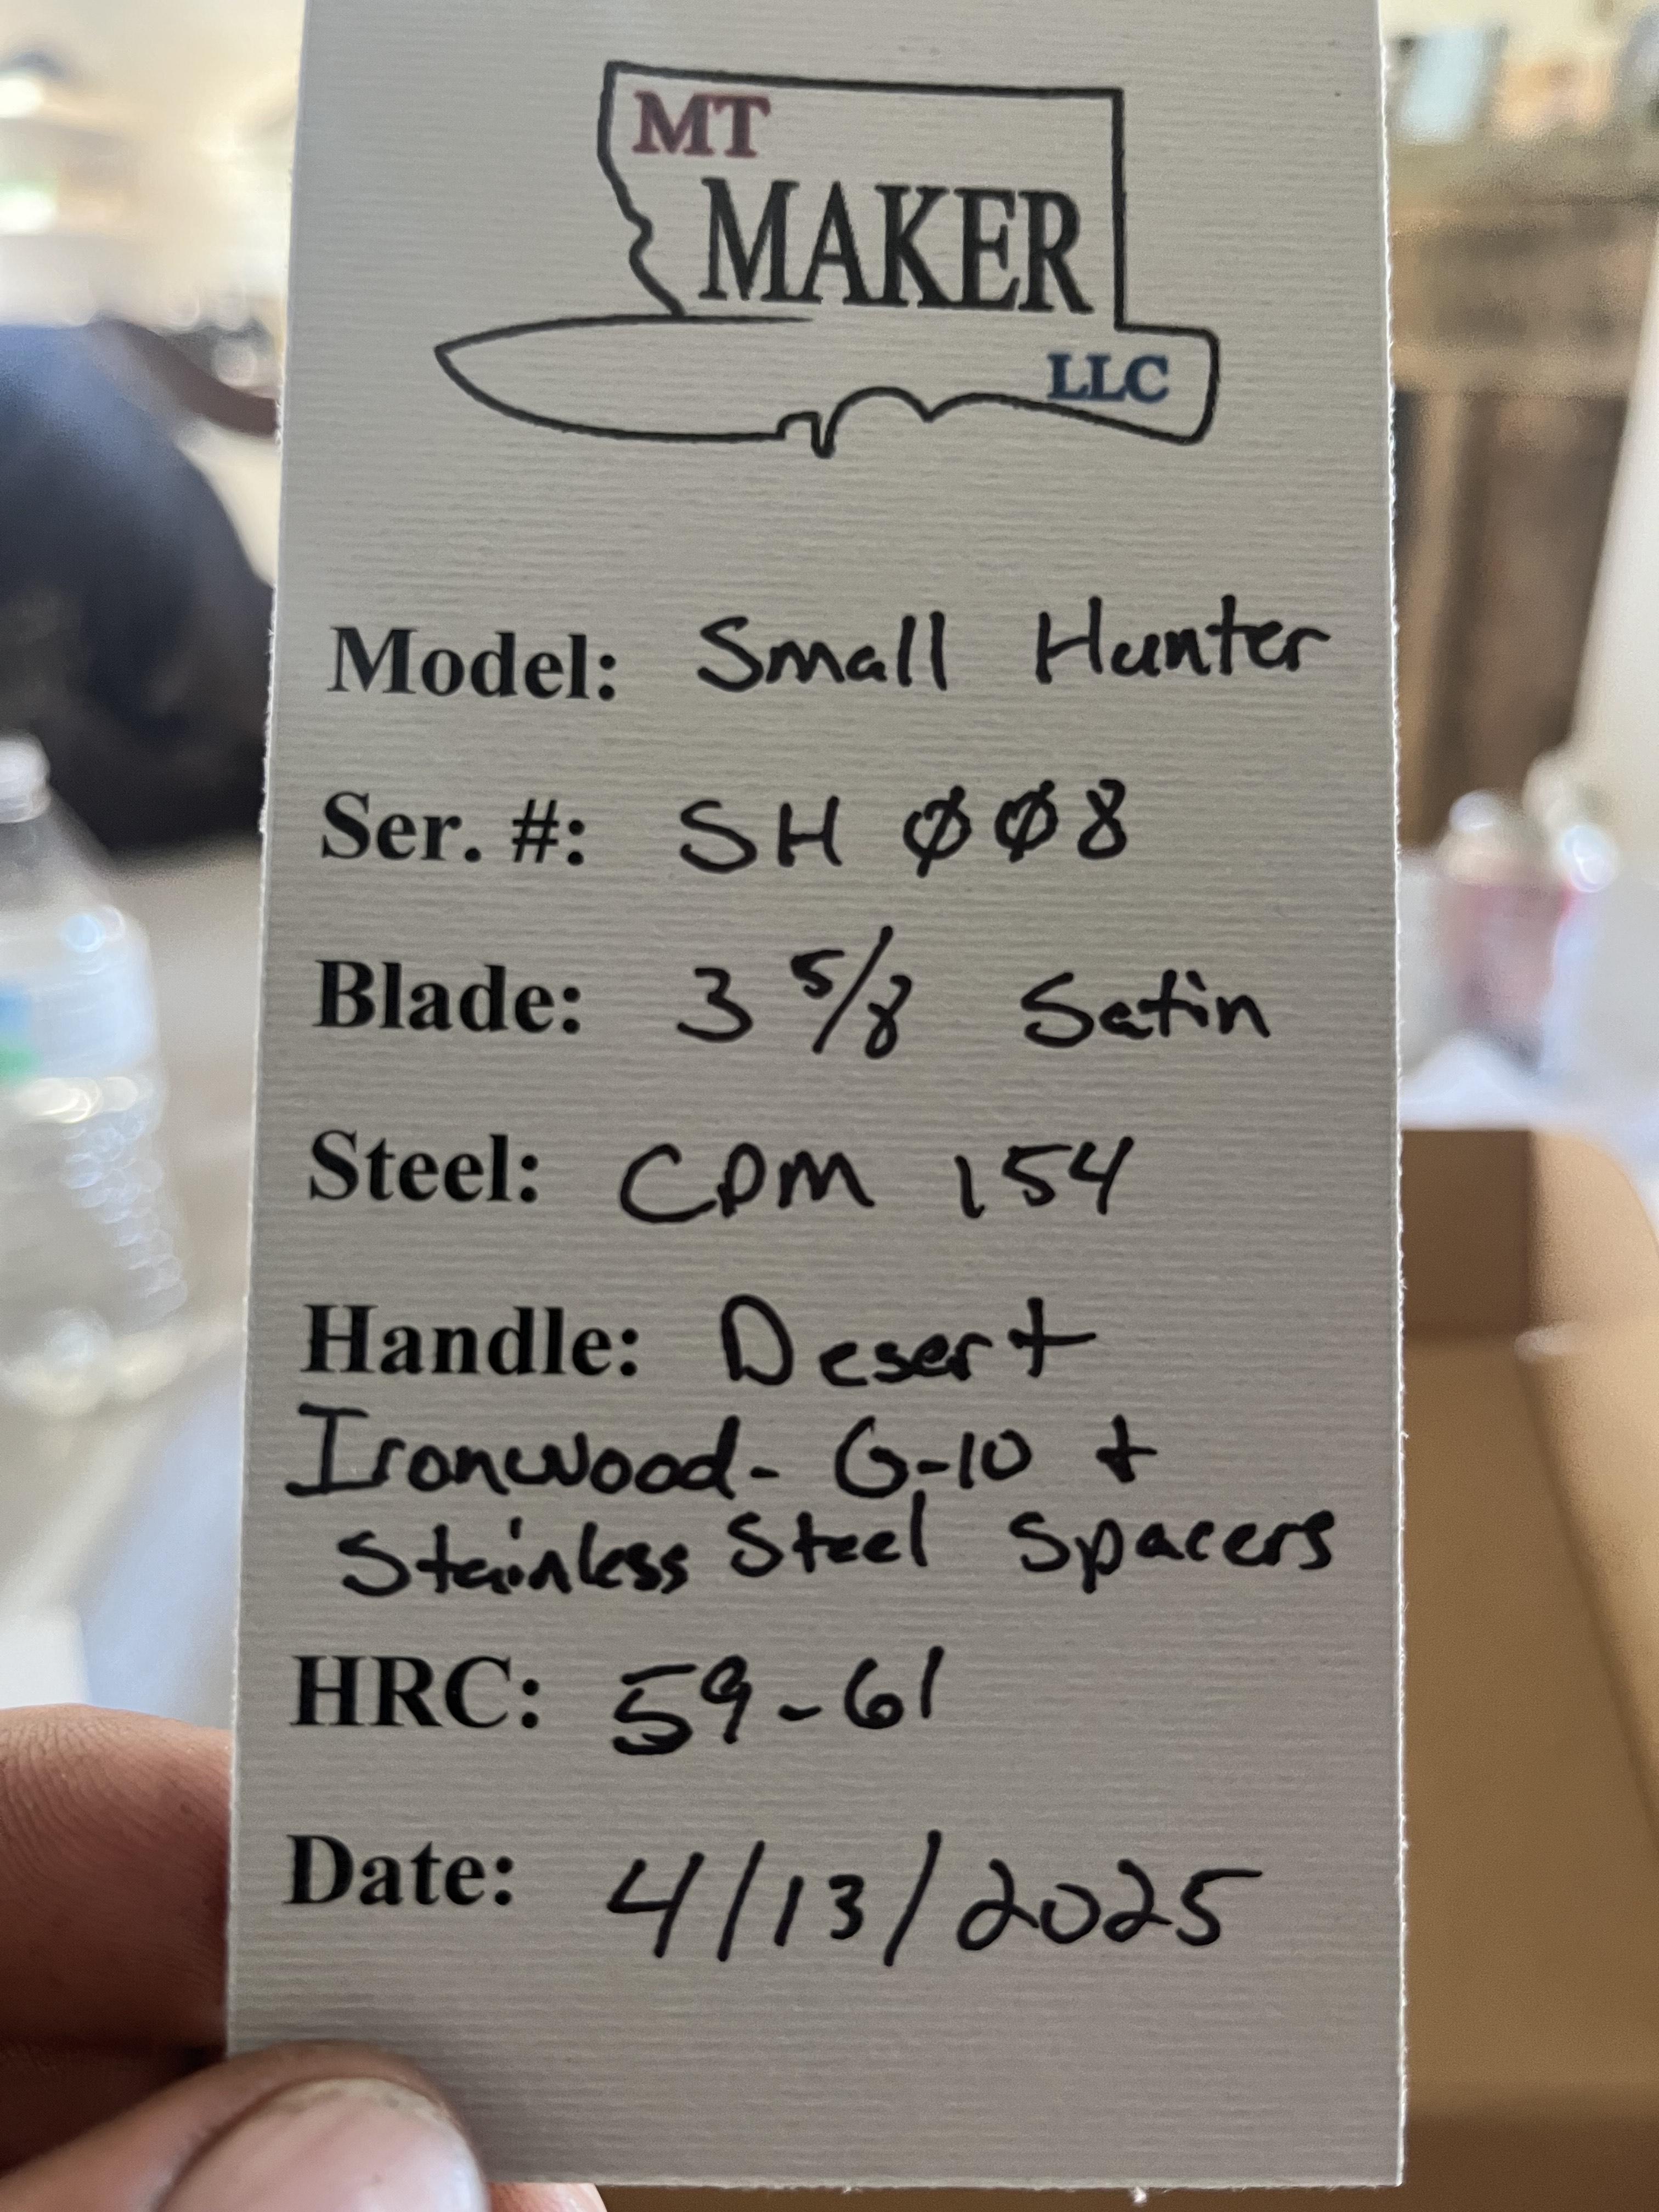 MT
MAKER
LLC
Model: Small Hunter
Ser. #: SH ØØ8
Blade: 3 5/8 Satin
Steel: CPM 154
Handle: Desert
Ironwood- G-10 +
Stainless Steel Spacers
HRC: 59-61
Date: 4/13/2025